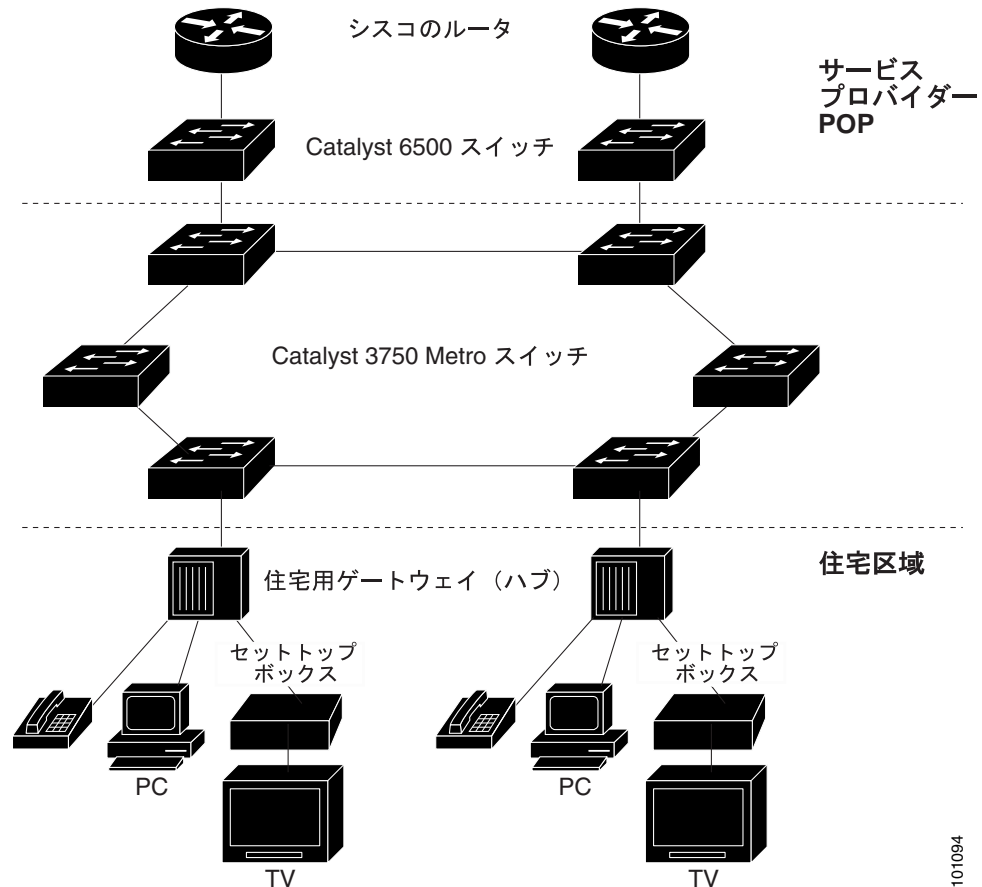 シスコのルータ
サービス
プロバイダー
POP
Catalyst 6500 スイッチ
Catalyst 3750 Metro スイッチ
住宅区域
住宅用ゲートウェイ（ハブ）
セットトップ
ボックス
セットトップ
ボックス
PC
PC
TV
TV
101094